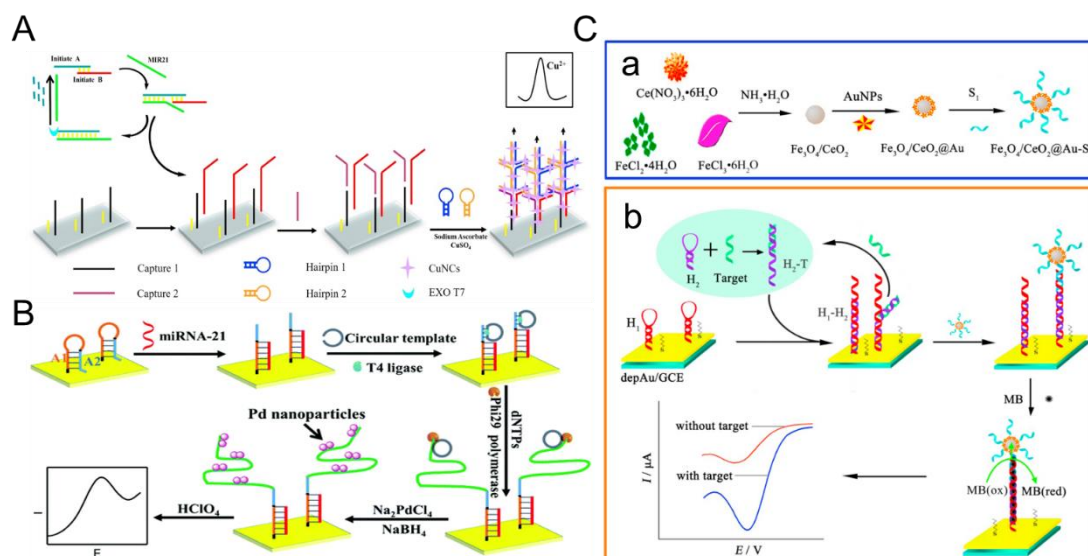 A
Initiate A
MIR21
Initiate B
Cu²⁺
Sodium Ascorbate
CuSO₄
Capture 1
Hairpin 1
CuNCs
Capture 2
Hairpin 2
EXO T7
B
A1
A2
miRNA-21
Circular template
T4 ligase
dNTPs
Phi29 polymerase
Pd nanoparticles
Na₂PdCl₄
NaBH₄
HClO₄
I
E
C
a
Ce(NO₃)₃•6H₂O
FeCl₂•4H₂O
FeCl₃•6H₂O
NH₃•H₂O
Fe₃O₄/CeO₂
AuNPs
Fe₃O₄/CeO₂@Au
S₁
Fe₃O₄/CeO₂@Au-S
b
H₂
Target
H₂-T
H₁
depAu/GCE
H₁-H₂
MB
MB(ox)
MB(red)
without target
with target
I / μA
E / V